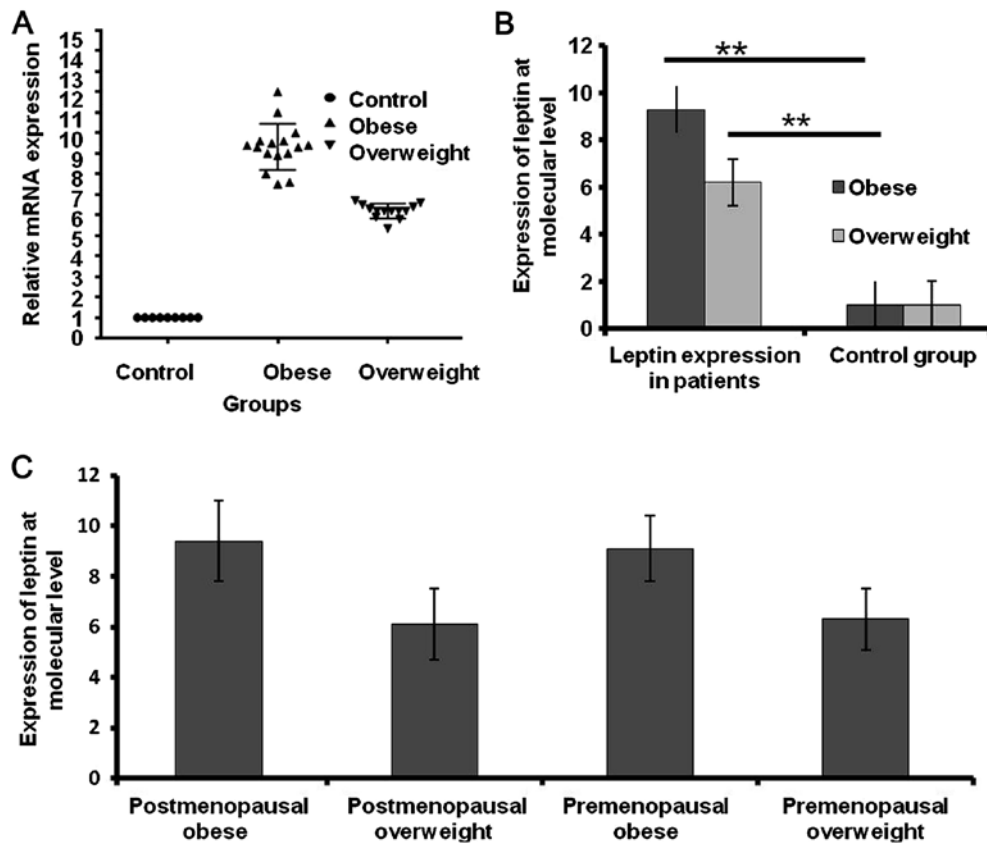 A
Relative mRNA expression
15
14
13
12
11
10
9
8
7
6
5
4
3
2
1
0
Control
Obese
Overweight
Control
Obese
Overweight
Groups
B
Expression of leptin at
molecular level
12
10
8
6
4
2
0
**
**
Obese
Overweight
Leptin expression
in patients
Control group
C
Expression of leptin at
molecular level
12
10
8
6
4
2
0
Postmenopausal
obese
Postmenopausal
overweight
Premenopausal
obese
Premenopausal
overweight